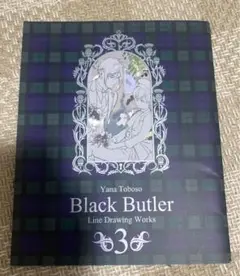 Yana Toboso
Black Butler
Line Drawing Works
3